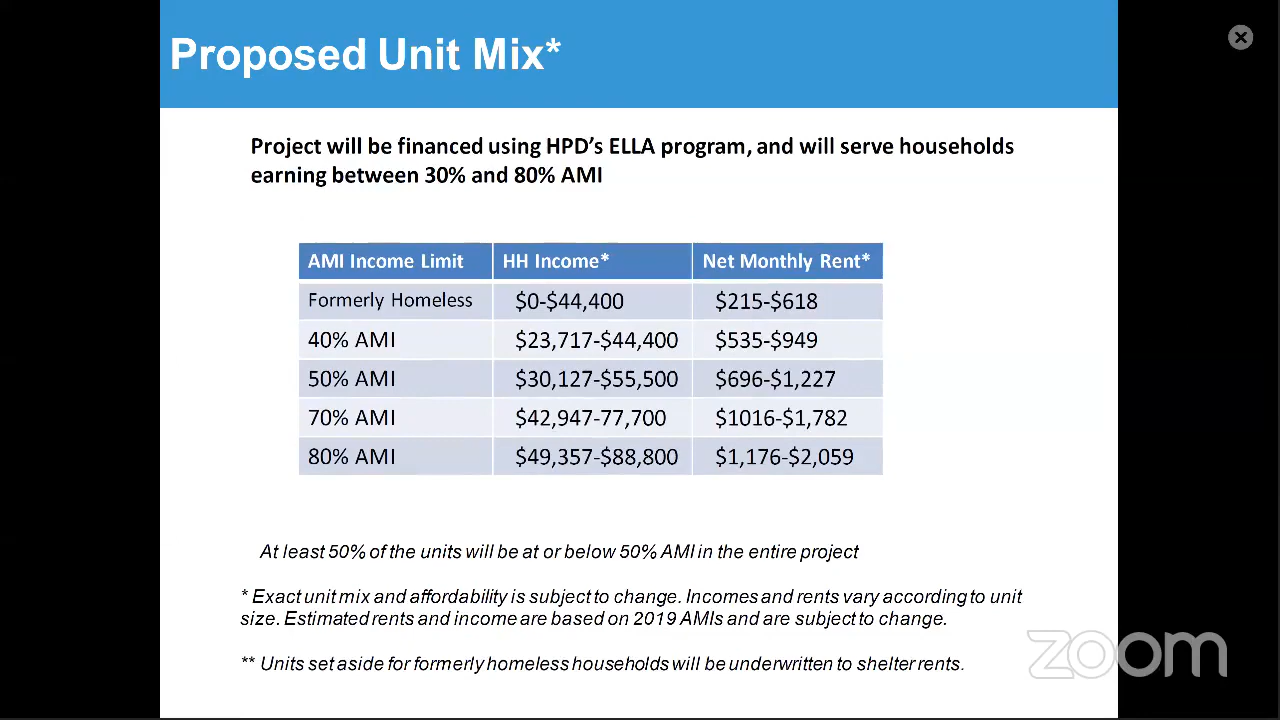 Proposed Unit Mix*
Project will be financed using HPD’s ELLA program, and will serve households
earning between 30% and 80% AMI
AMI Income Limit HH Income* Net Monthly Rent*
Formerly Homeless $0-$44,400 $215-$618
40% AMI $23,717-$44,400 $535-$949
50% AMI $30,127-$55,500 $696-$1,227
70% AMI $42,947-77,700 $1016-$1,782
80% AMI $49,357-$88,800 $1,176-$2,059
At least 50% of the units will be at or below 50% AMI in the entire project
* Exact unit mix and affordability is subject to change. Incomes and rents vary according to unit
size. Estimated rents and income are based on 2019 AMIs and are subject to change.
** Units set aside for formerly homeless households will be underwritten to shelter rents.
zoom